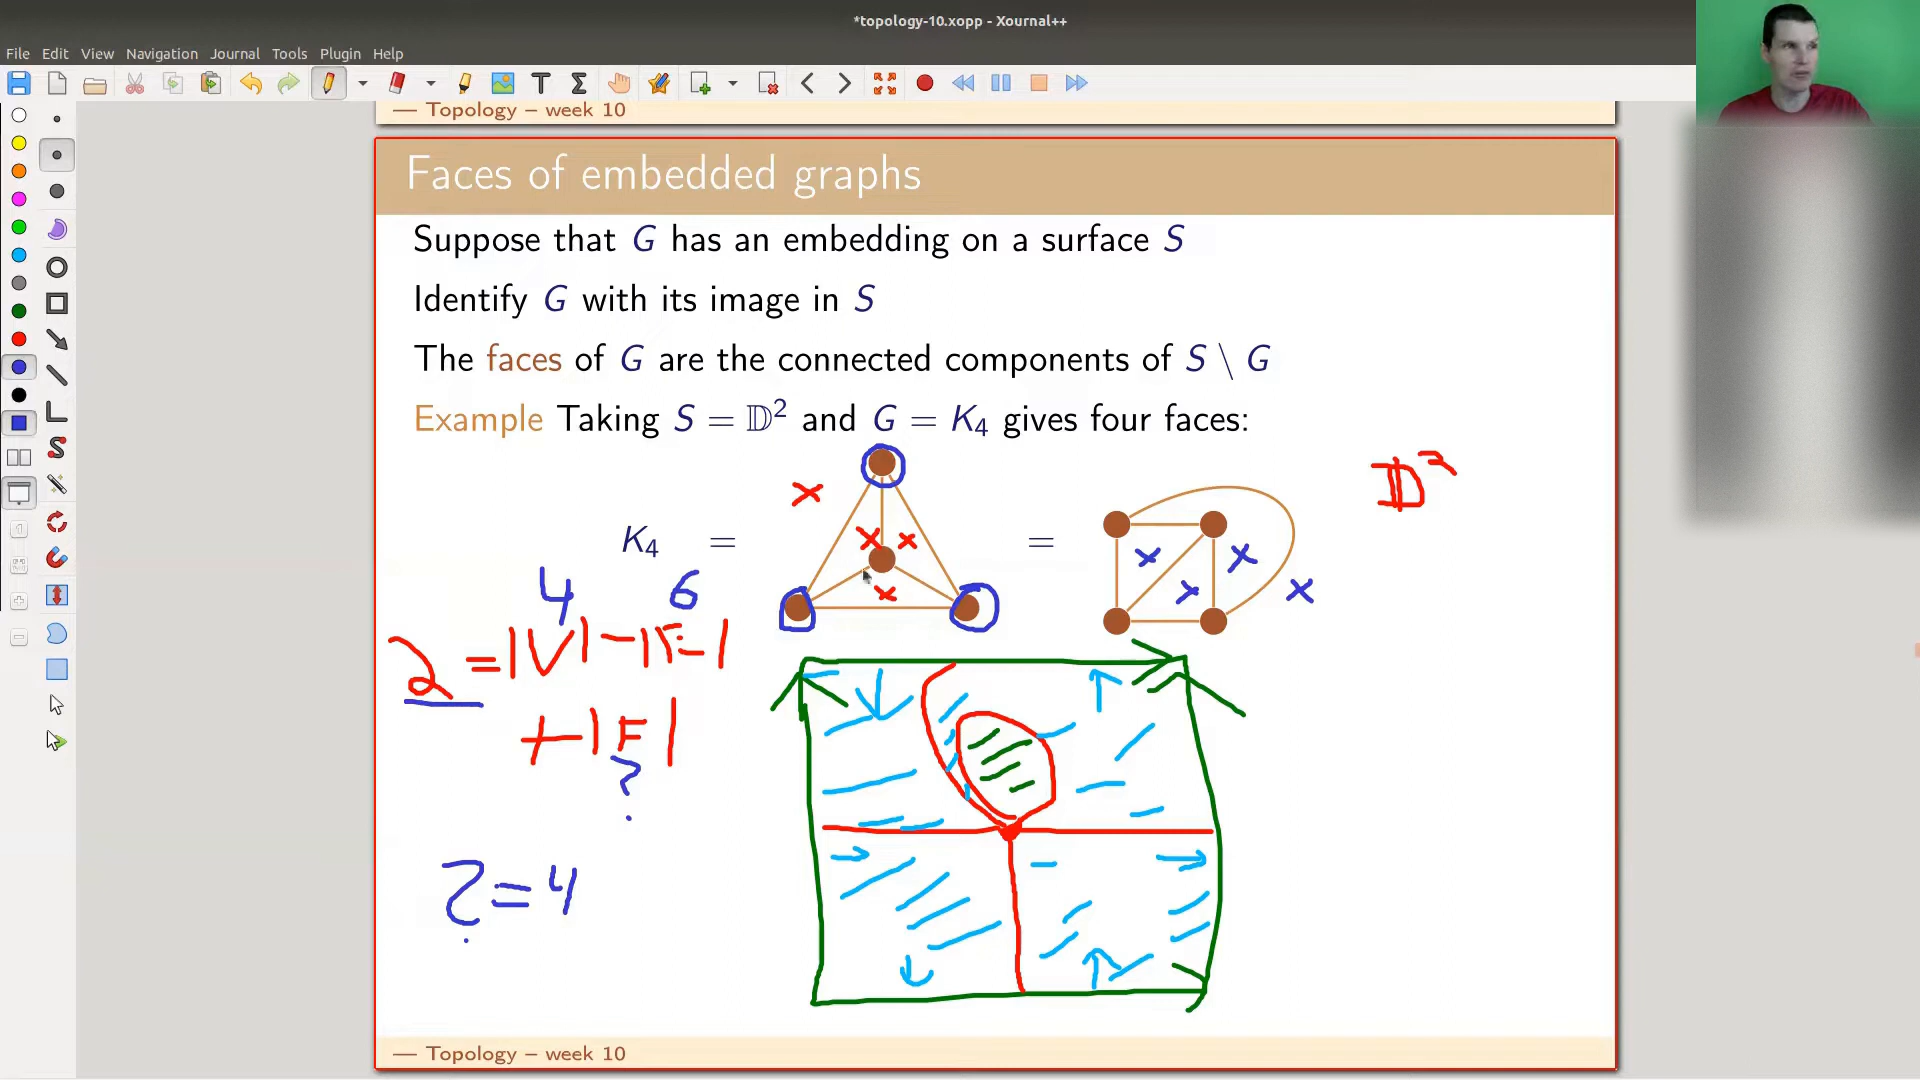 *topology-10.xopp - Xournal++
File Edit View Navigation Journal Tools Plugin Help
— Topology – week 10
Faces of embedded graphs
Suppose that G has an embedding on a surface S
Identify G with its image in S
The faces of G are the connected components of S \ G
Example Taking S = 𝔻² and G = K₄ gives four faces:
𝔻²
K₄ = =
4 6
2 = |V| - |E|
+ |F|
?
? = 4
— Topology – week 10